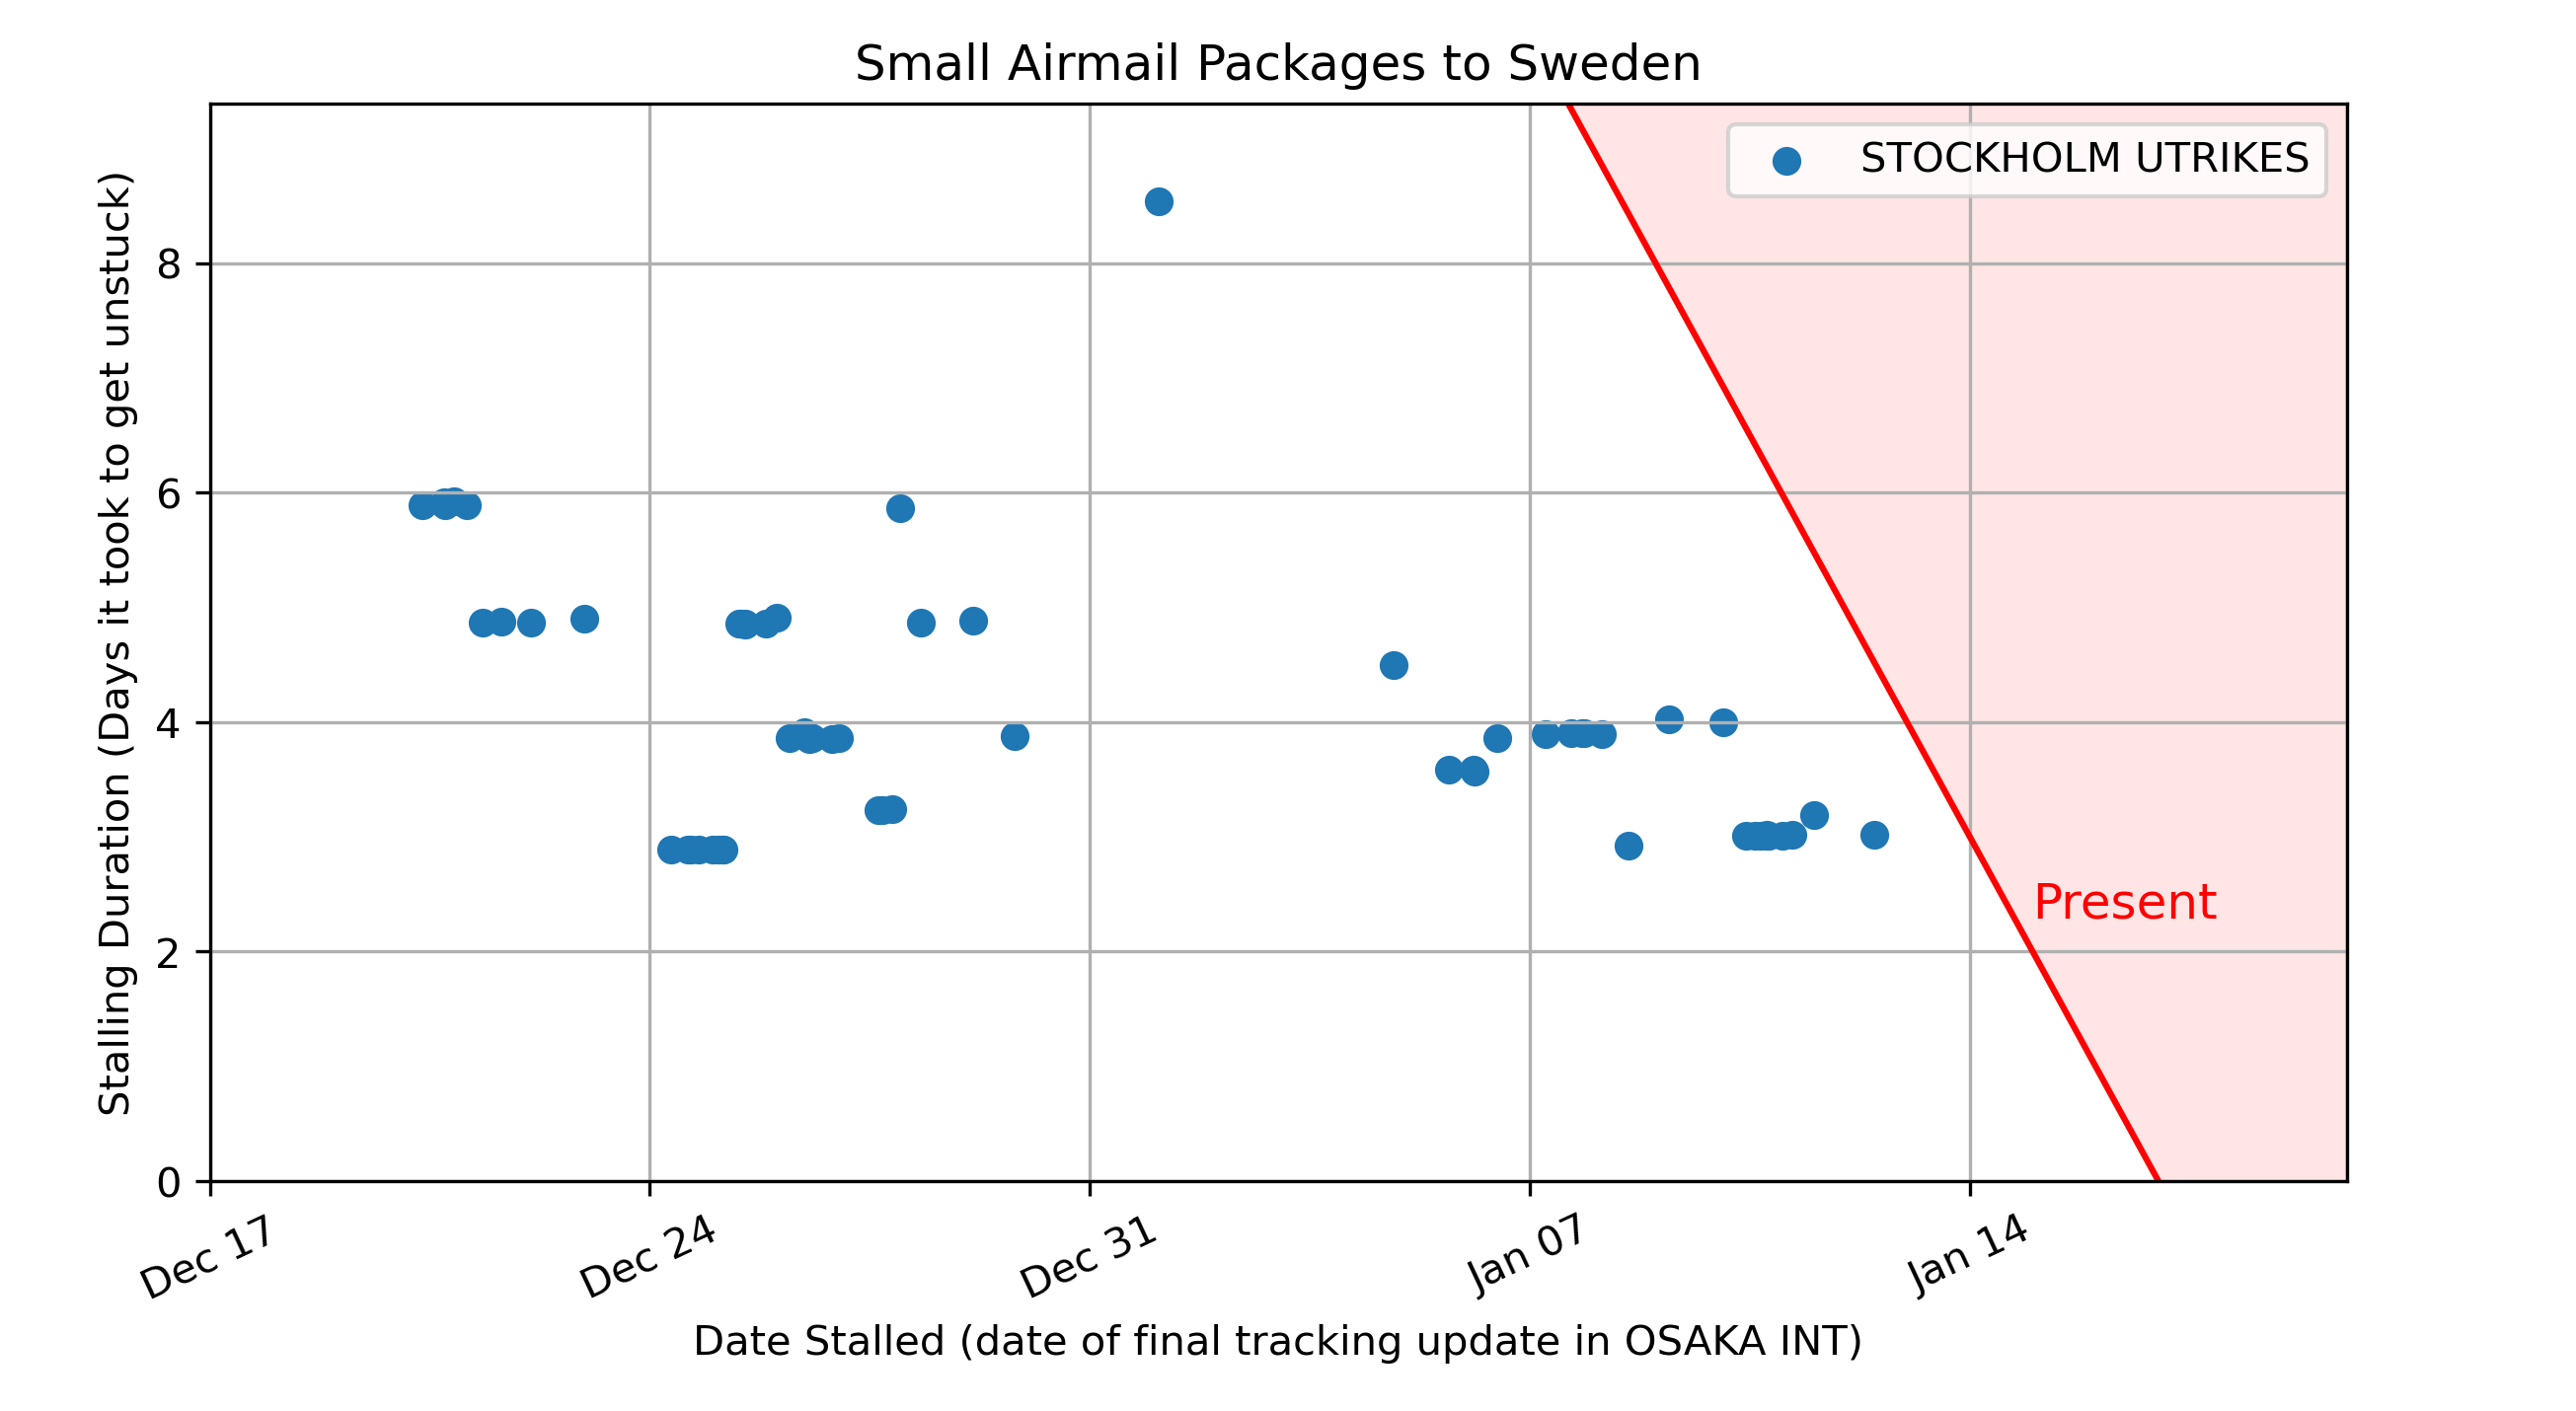 Small Airmail Packages to Sweden
STOCKHOLM UTRIKES
Stalling Duration (Days it took to get unstuck)
8
6
4
2
0
Present
Dec 17
Dec 24
Dec 31
Jan 07
Jan 14
Date Stalled (date of final tracking update in OSAKA INT)